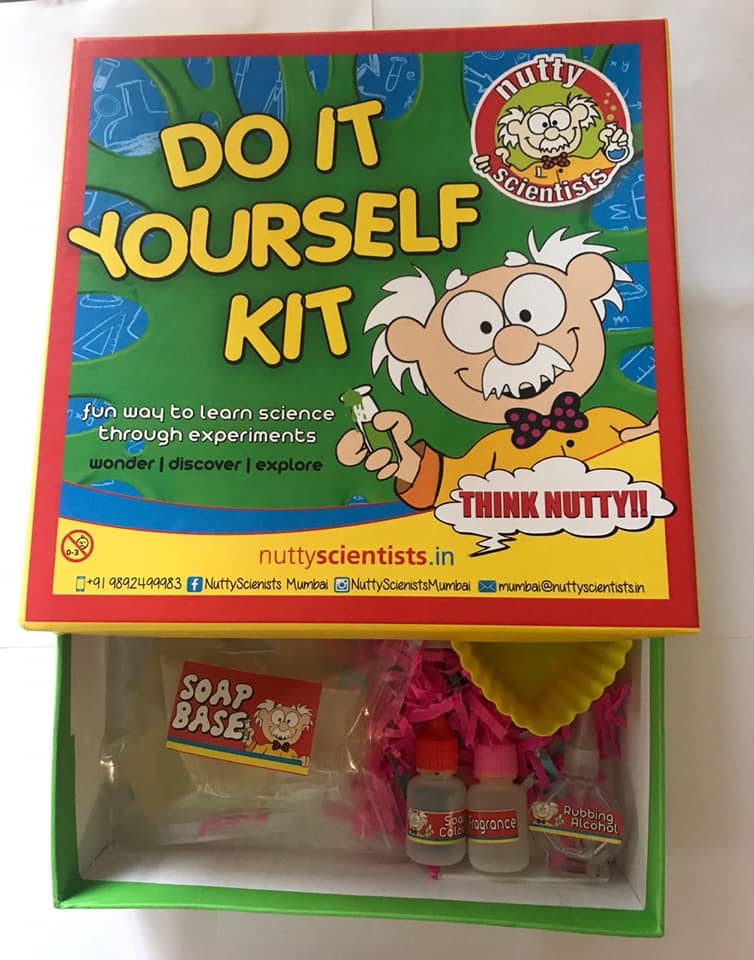 nutty
scientists
DO IT
YOURSELF
KIT
fun way to learn science
through experiments
wonder | discover | explore
THINK NUTTY!!
0-3
nuttyscientists.in
+91 9892499983 NuttyScienists Mumbai NuttyScienistsMumbai mumbai@nuttyscientists.in
SOAP
BASE
Soap
Colou
Fragrance
Rubbing
Alcohol